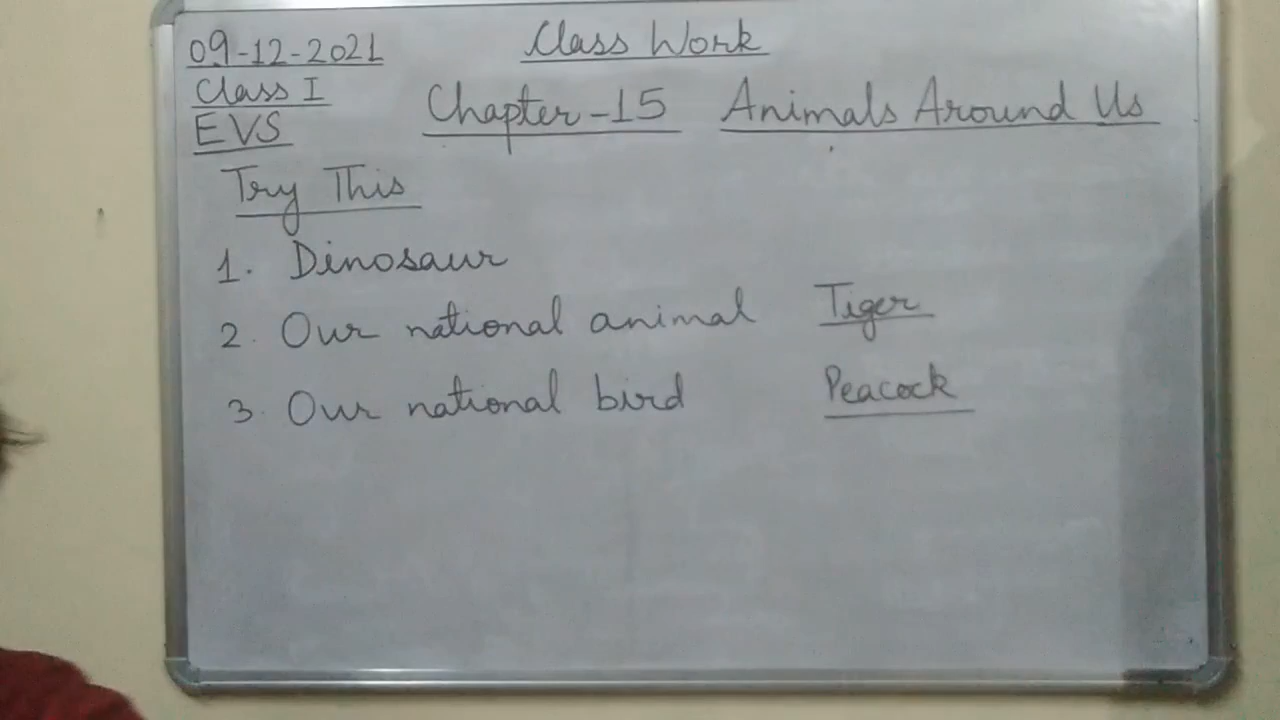 09-12-2021 Class Work
Class I
EVS
Chapter-15 Animals Around Us
Try This
1. Dinosaur
2. Our national animal Tiger
3. Our national bird Peacock